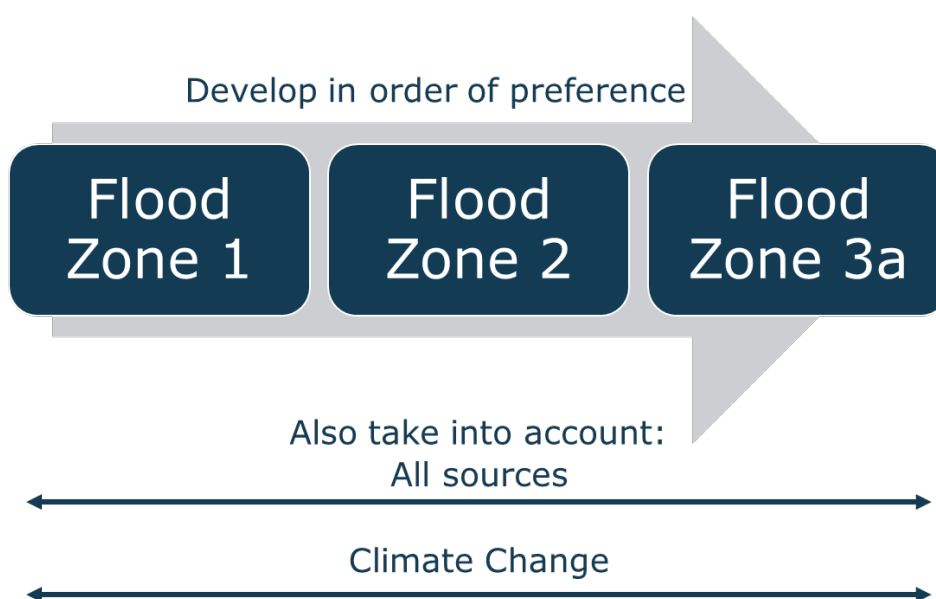 Develop in order of preference
Flood
Zone 1
Flood
Zone 2
Flood
Zone 3a
Also take into account:
All sources
Climate Change